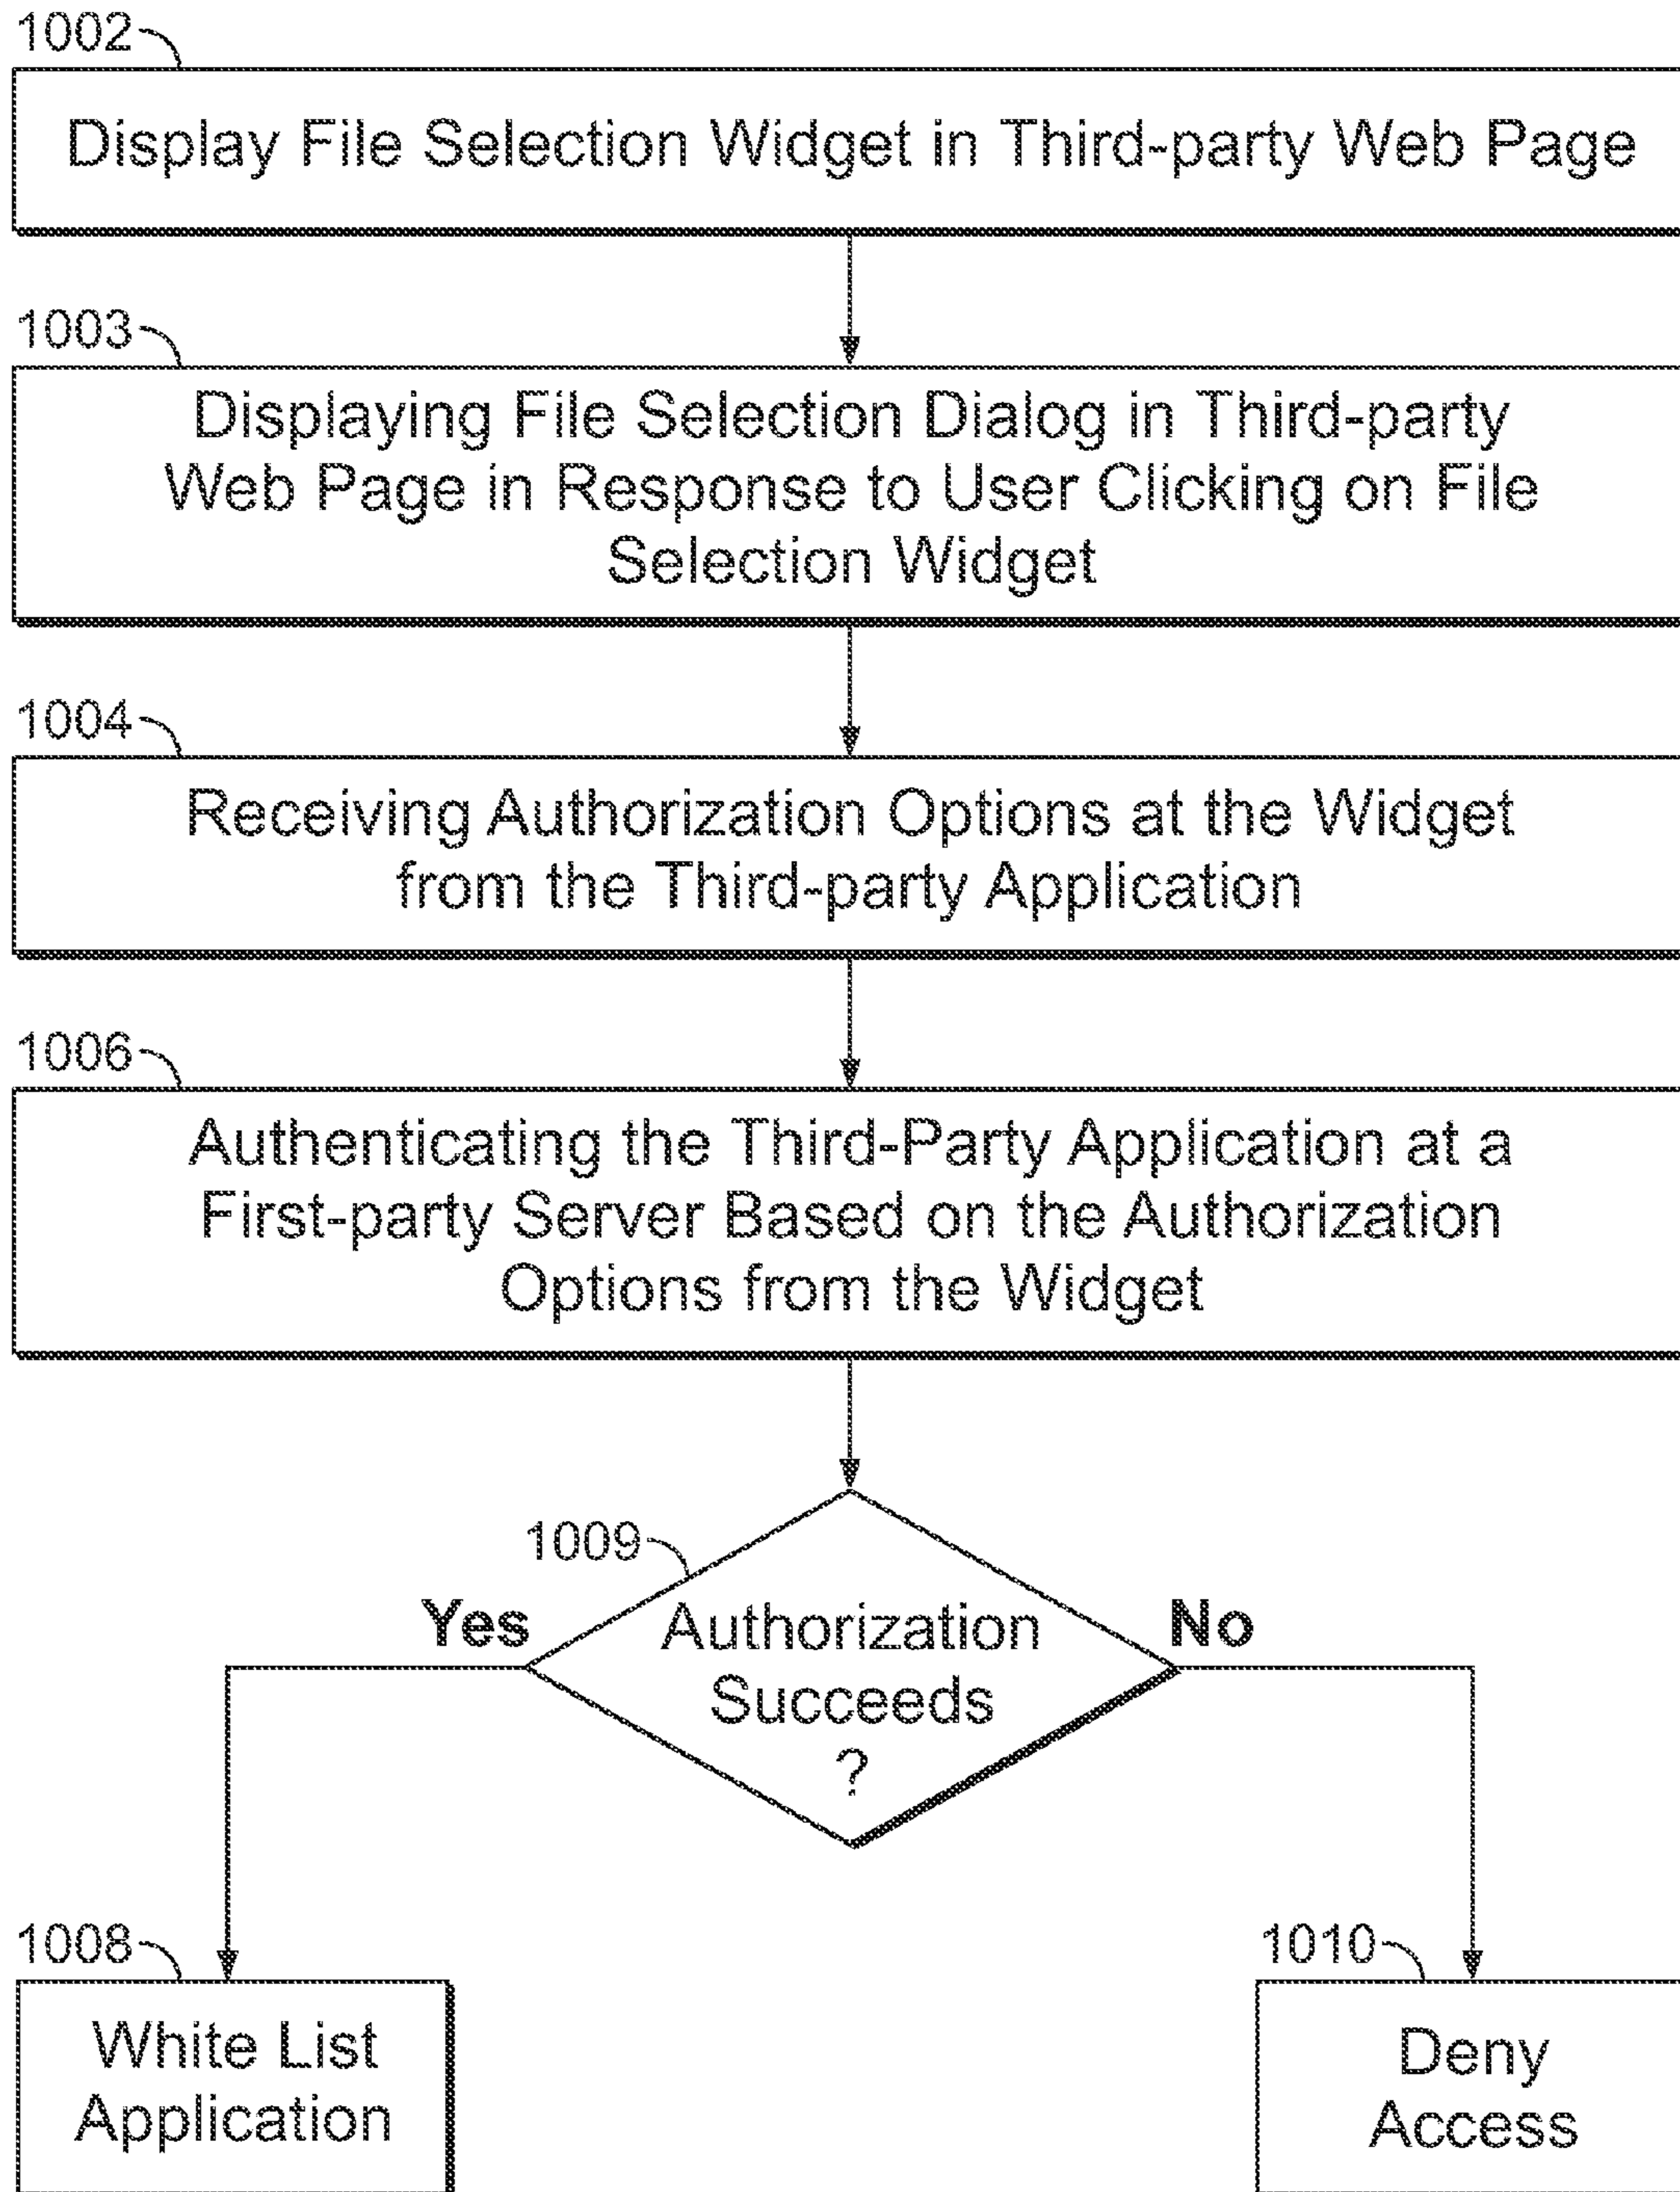 1002
Display File Selection Widget in Third-party Web Page
1003
Displaying File Selection Dialog in Third-party
Web Page in Response to User Clicking on File
Selection Widget
1004
Receiving Authorization Options at the Widget
from the Third-party Application
1006
Authenticating the Third-Party Application at a
First-party Server Based on the Authorization
Options from the Widget
1009
Yes
Authorization
Succeeds
?
No
1008
White List
Application
1010
Deny
Access